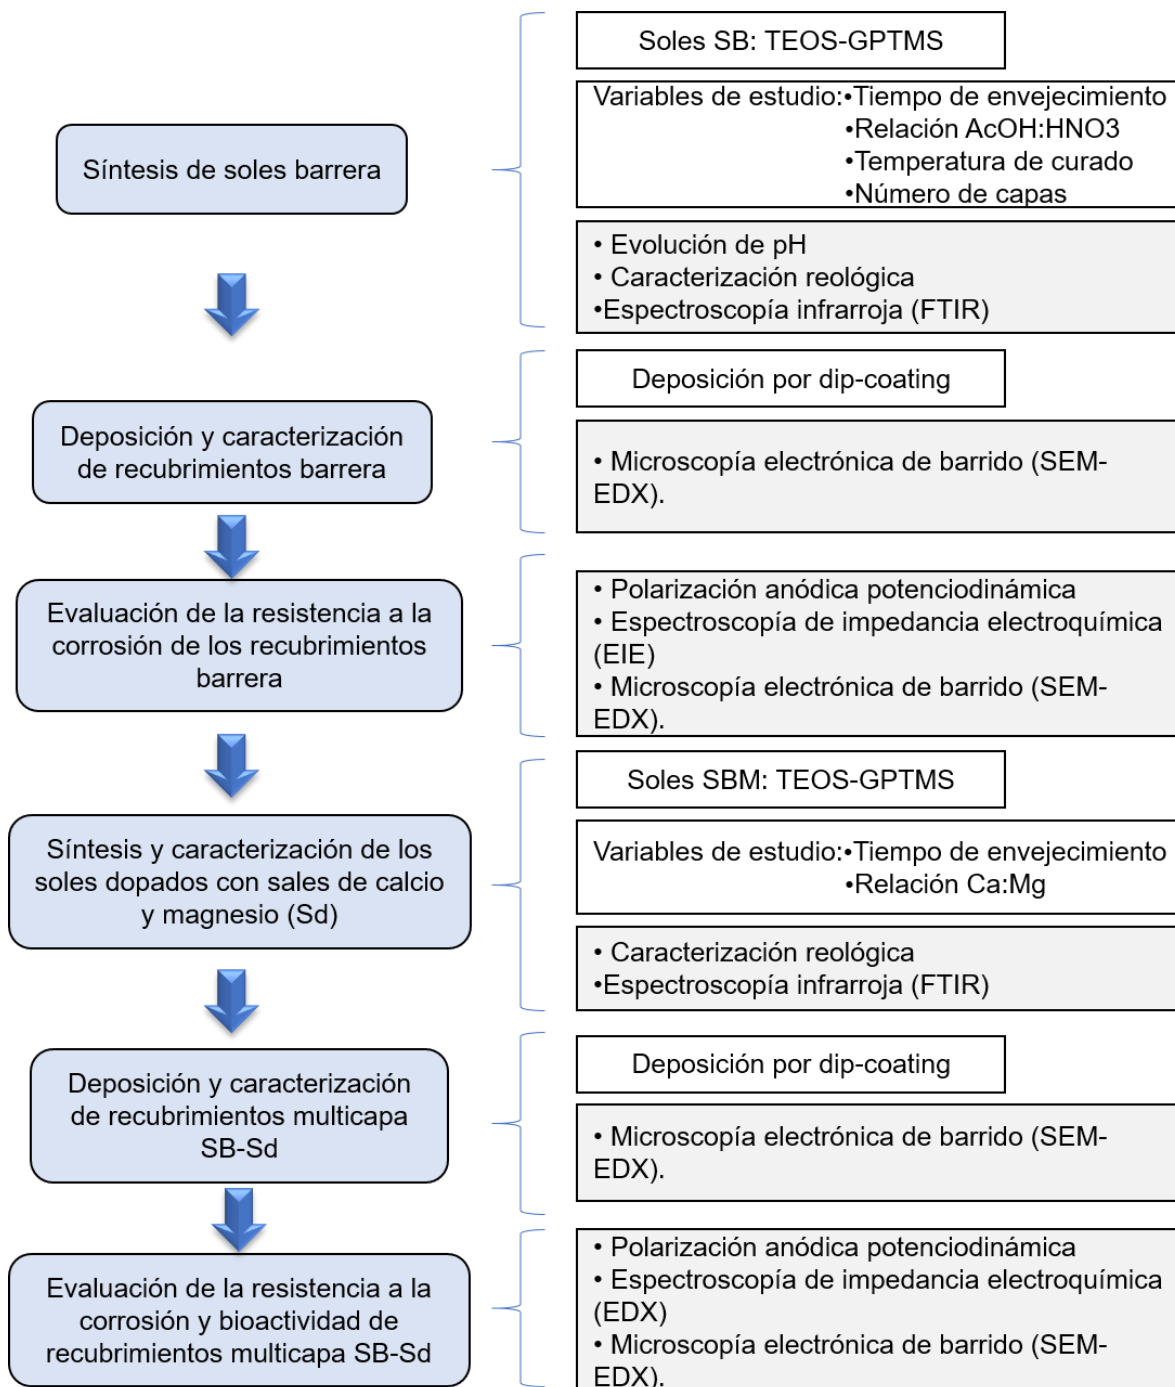 Síntesis de soles barrera
Soles SB: TEOS-GPTMS
Variables de estudio:•Tiempo de envejecimiento
•Relación AcOH:HNO3
•Temperatura de curado
•Número de capas
• Evolución de pH
• Caracterización reológica
•Espectroscopía infrarroja (FTIR)
Deposición y caracterización
de recubrimientos barrera
Deposición por dip-coating
• Microscopía electrónica de barrido (SEM-
EDX).
Evaluación de la resistencia a la
corrosión de los recubrimientos
barrera
• Polarización anódica potenciodinámica
• Espectroscopía de impedancia electroquímica
(EIE)
• Microscopía electrónica de barrido (SEM-
EDX).
Síntesis y caracterización de los
soles dopados con sales de calcio
y magnesio (Sd)
Soles SBM: TEOS-GPTMS
Variables de estudio:•Tiempo de envejecimiento
•Relación Ca:Mg
• Caracterización reológica
•Espectroscopía infrarroja (FTIR)
Deposición y caracterización
de recubrimientos multicapa
SB-Sd
Deposición por dip-coating
• Microscopía electrónica de barrido (SEM-
EDX).
Evaluación de la resistencia a la
corrosión y bioactividad de
recubrimientos multicapa SB-Sd
• Polarización anódica potenciodinámica
• Espectroscopía de impedancia electroquímica
(EDX)
• Microscopía electrónica de barrido (SEM-
EDX).